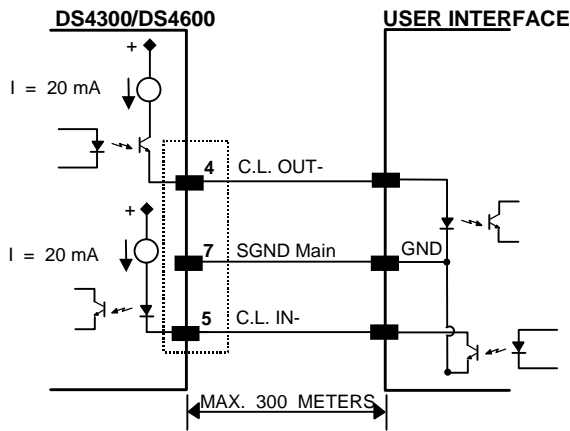 DS4300/DS4600
USER INTERFACE
+
I = 20 mA
4 C.L. OUT-
+
I = 20 mA
7 SGND Main
GND
5 C.L. IN-
MAX. 300 METERS